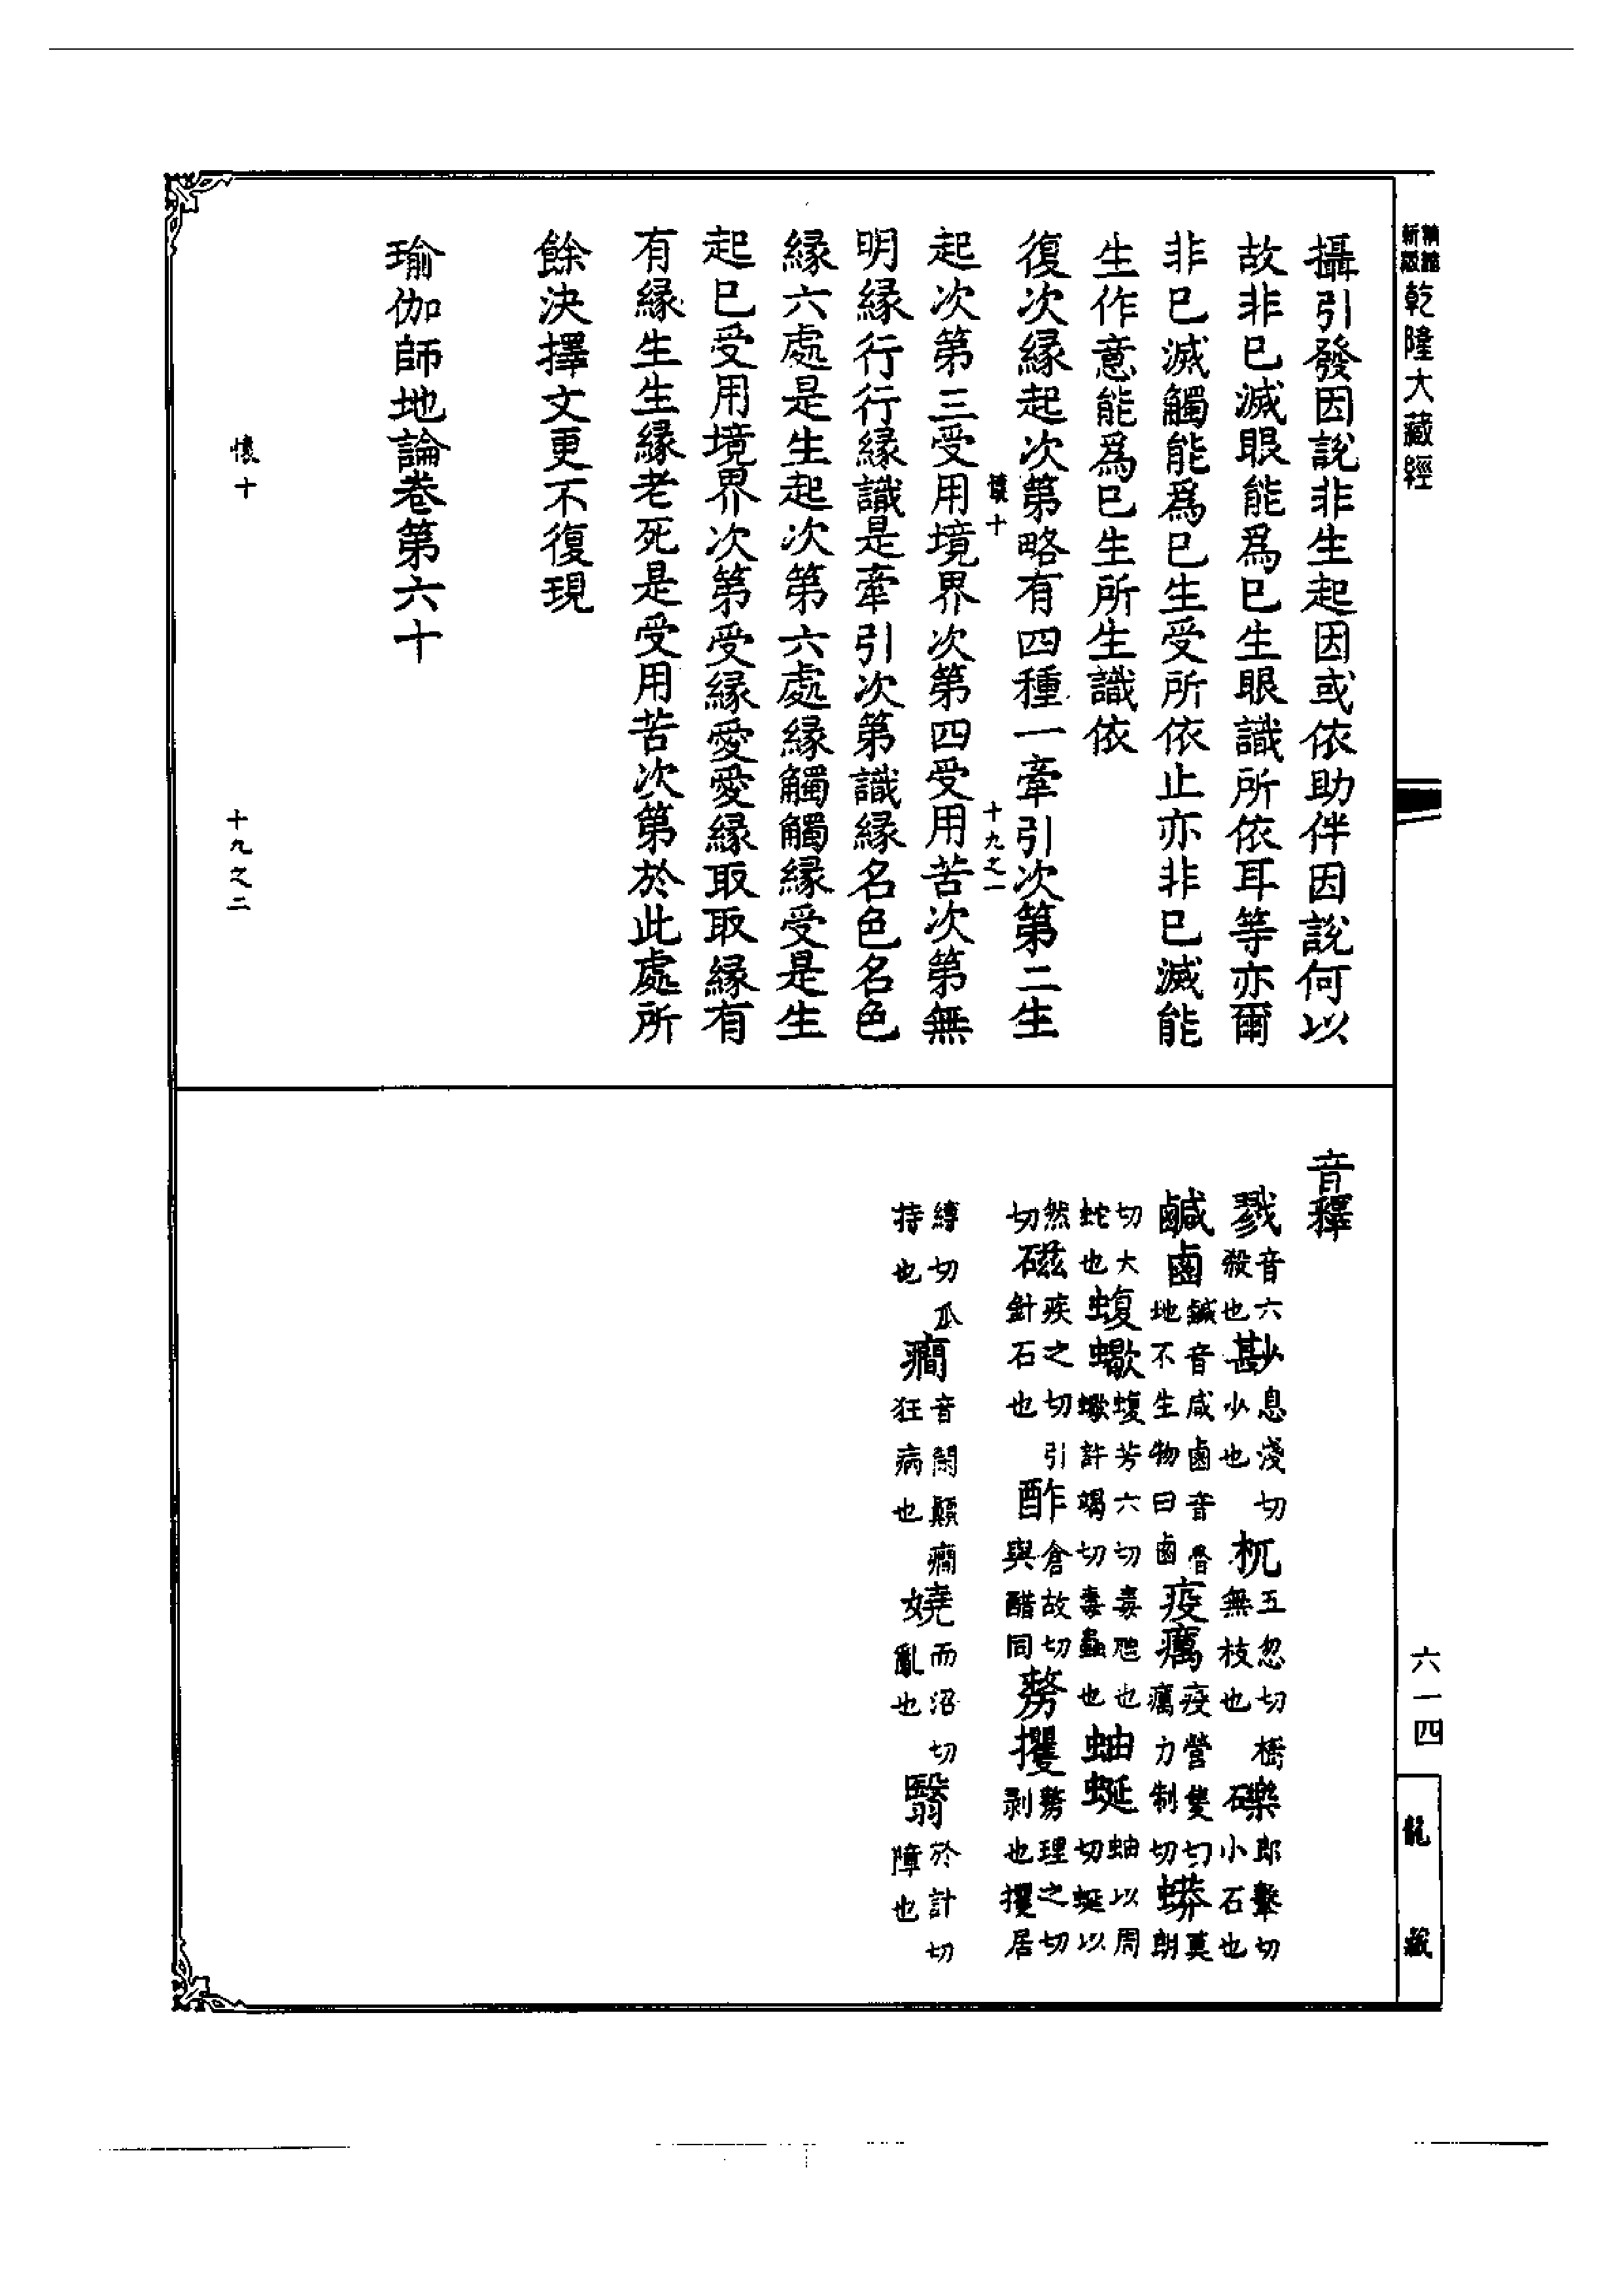 乾隆大藏經
攝引發因說非生起因或依助伴因說何以
故非已滅眼能爲已生眼識所依耳等亦爾
非已滅觸能爲已生受所依止亦非已滅能
生作意能爲已生所生識依
復次緣起次第略有四種一牽引次第二生
懷十 十九之一
起次第三受用境界次第四受用苦次第無
明緣行行緣識是牽引次第識緣名色名色
緣六處是生起次第六處緣觸觸緣受是生
起已受用境界次第受緣愛愛緣取取緣有
有緣生生緣老死是受用苦次第於此處所
餘決擇文更不復現
瑜伽師地論卷第六十
懷十 十九之二
音釋
戮音六殺也尠息淺切少也杌五忽切無枝也礫郎擊切小石也
鹹鹵鹹音咸鹵音魯地不生物曰鹵疫癘疫營隻切癘力制切蟒莫朗
切大蛇也蝮蠍蝮芳六切毒虺也蠍許竭切毒蟲也蚰蜒蚰以周切蜒以
然切磁疾之切引針石也酢倉故切與醋同剺攫剺理之切剥也攫居
縛切爪持也癎音閑顛癎狂病也嬈而沼切亂也翳於計切障也
六一四
龍藏